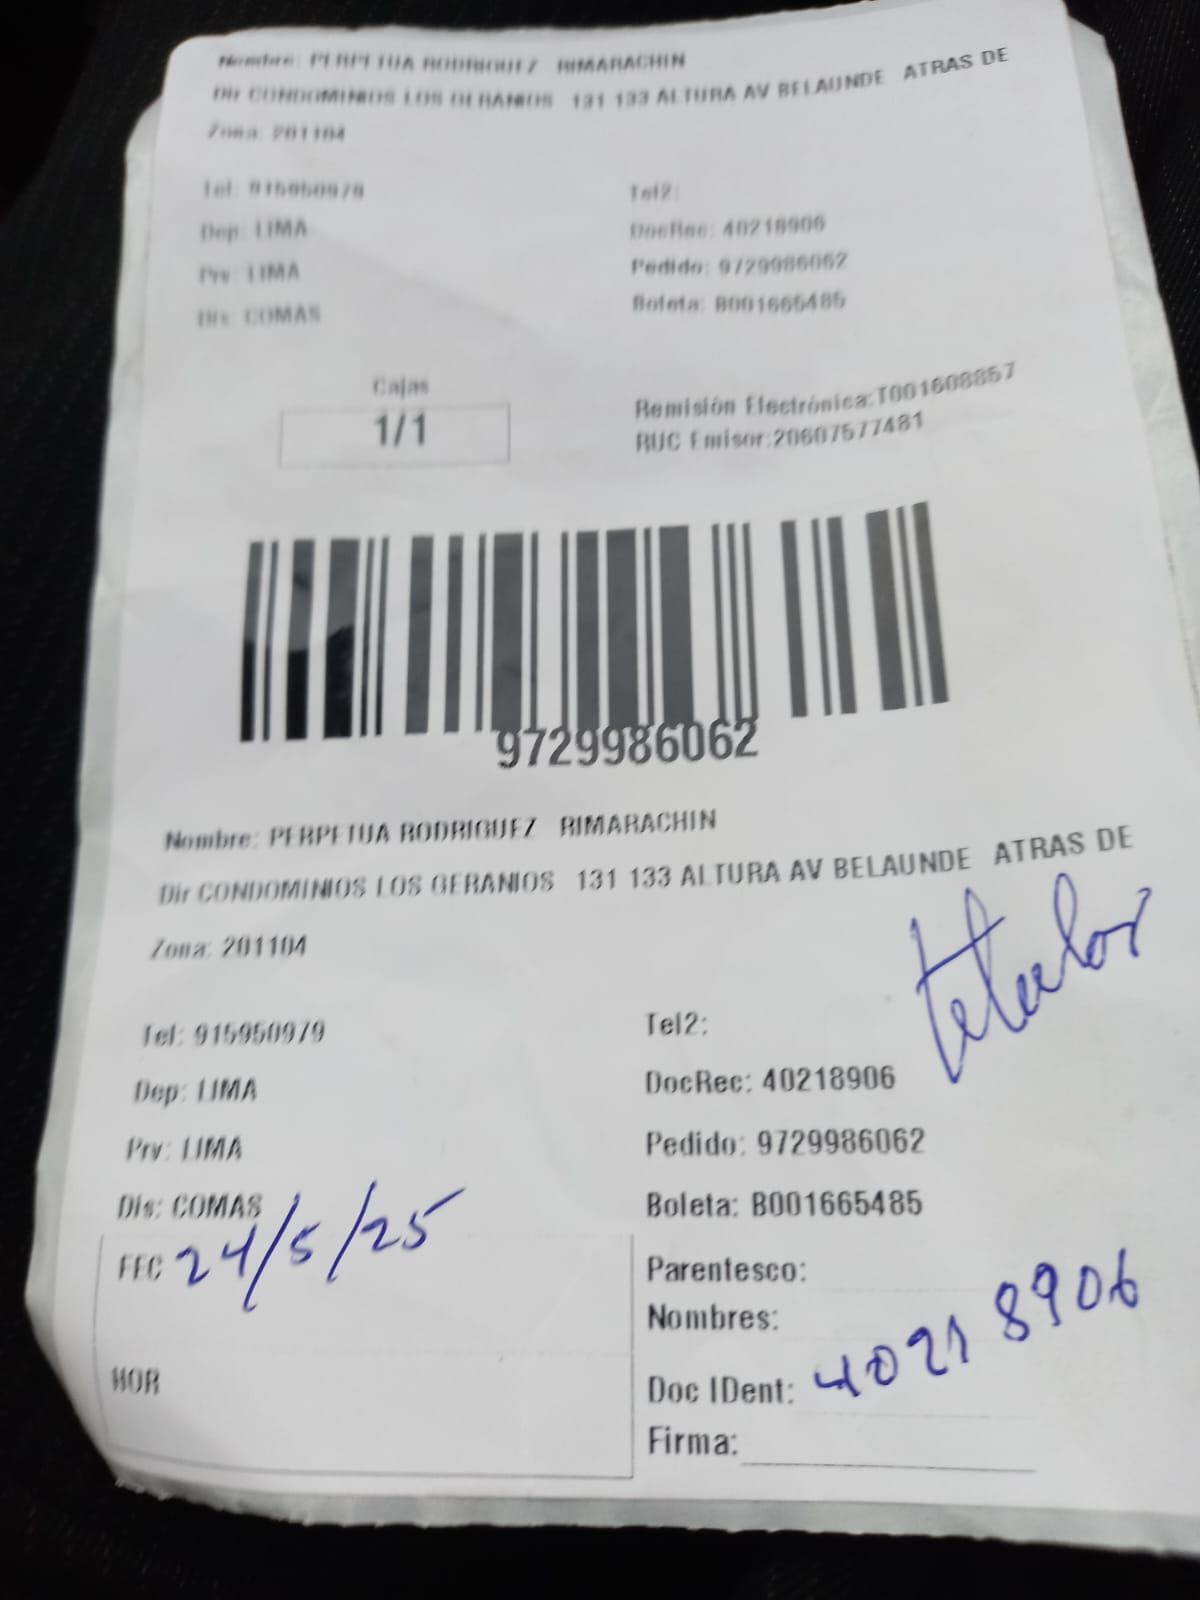 Nombre: PERPETUA RODRIGUEZ RIMARACHIN
Dir CONDOMINIOS LOS GERANIOS 131 133 ALTURA AV BELAUNDE ATRAS DE
Zona: 201104
Tel: 915950979 Tel2:
Dep: LIMA DocRec: 40218906
Prv: LIMA Pedido: 9729986062
Dis: COMAS Boleta: B001665485
Cajas
1/1
Remisión Electrónica:T001608857
RUC Emisor:20607577481
9729986062
Nombre: PERPETUA RODRIGUEZ RIMARACHIN
Dir CONDOMINIOS LOS GERANIOS 131 133 ALTURA AV BELAUNDE ATRAS DE
Zona: 201104
titular
Tel: 915950979 Tel2:
Dep: LIMA DocRec: 40218906
Prv: LIMA Pedido: 9729986062
Dis: COMAS Boleta: B001665485
FEC 24/5/25 Parentesco:
Nombres:
HOR Doc IDent: 40218906
Firma: